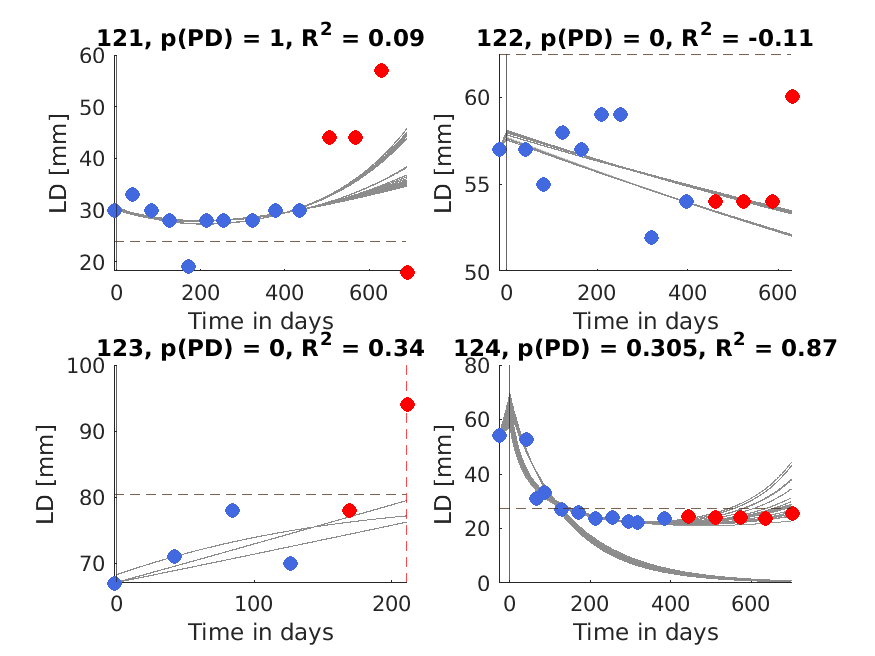 121, p(PD) = 1, R² = 0.09
60
50
40
30
20
LD [mm]
0
200
400
600
Time in days
122, p(PD) = 0, R² = -0.11
60
55
50
LD [mm]
0
200
400
600
Time in days
123, p(PD) = 0, R² = 0.34
100
90
80
70
LD [mm]
0
100
200
Time in days
124, p(PD) = 0.305, R² = 0.87
80
60
40
20
0
LD [mm]
0
200
400
600
Time in days